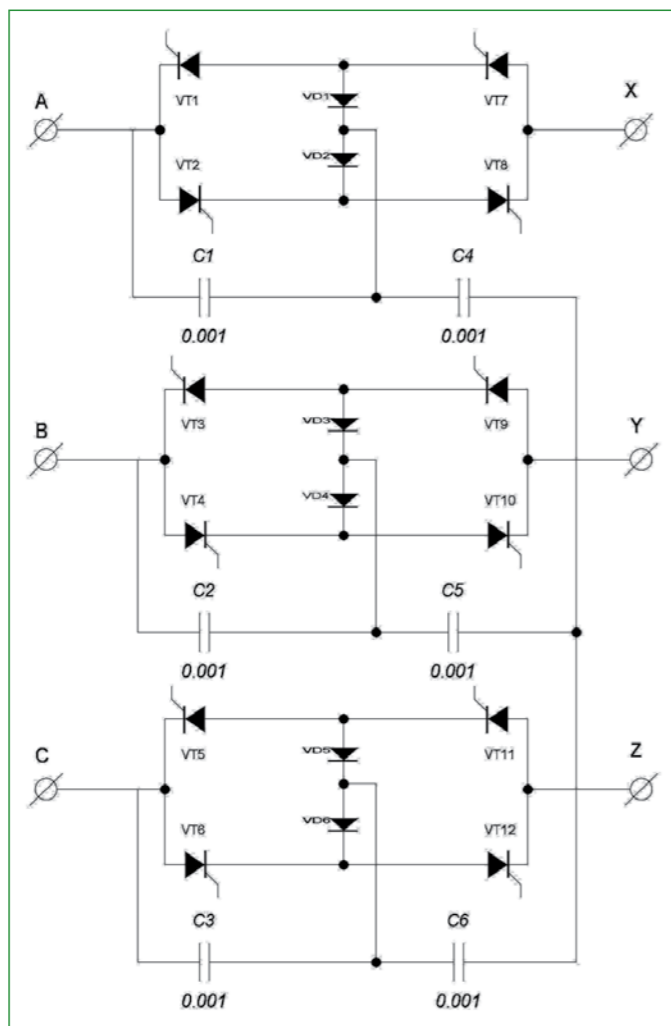 A
X
VT1
VD1
VT7
VT2
VD2
VT8
C1
C4
0.001
0.001
B
Y
VT3
VD3
VT9
VT4
VD4
VT10
C2
C5
0.001
0.001
C
Z
VT5
VD5
VT11
VT6
VD6
VT12
C3
C6
0.001
0.001